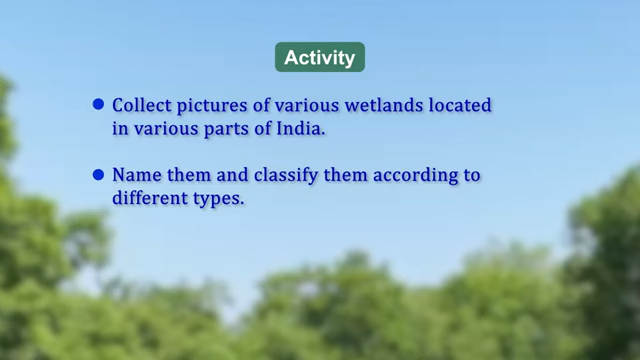 Activity
Collect pictures of various wetlands located
in various parts of India.
Name them and classify them according to
different types.